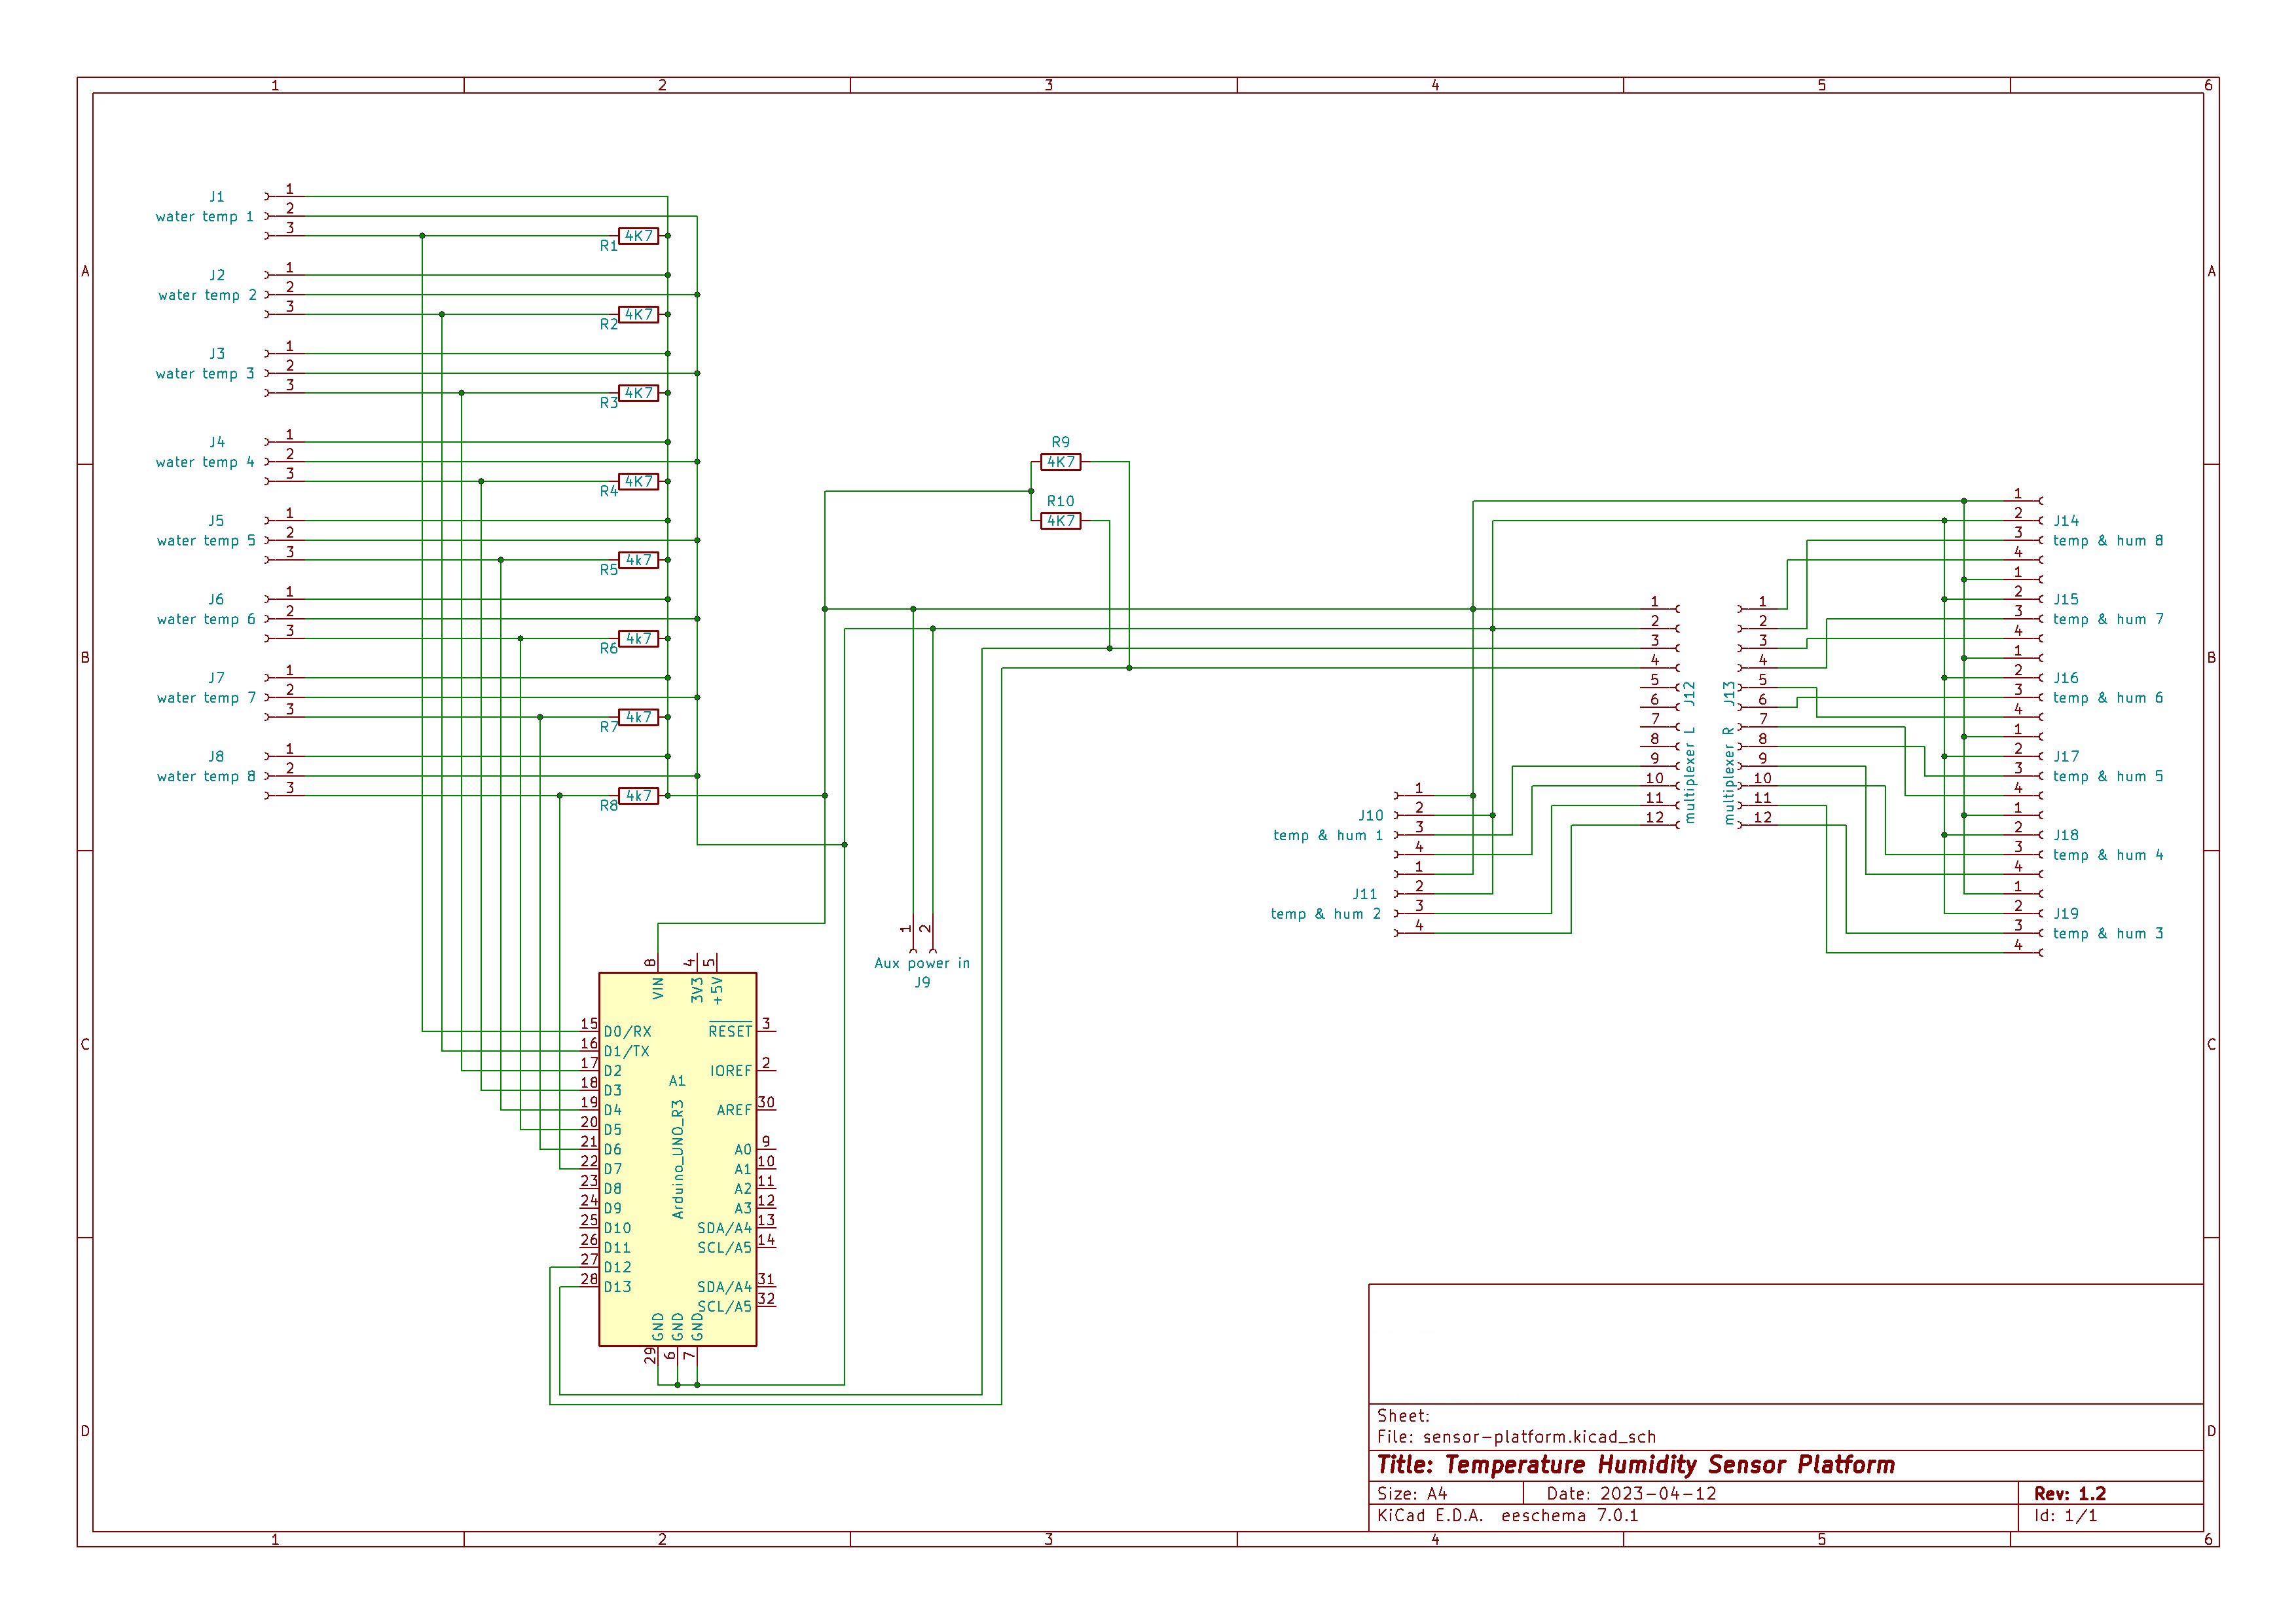 1 2 3 4 5 6
A
B
C
D
A
B
C
D
1 2 3 4 5 6
J1
water temp 1
1
2
3
R1
4K7
J2
water temp 2
1
2
3
R2
4K7
J3
water temp 3
1
2
3
R3
4K7
J4
water temp 4
1
2
3
R4
4K7
J5
water temp 5
1
2
3
R5
4k7
J6
water temp 6
1
2
3
R6
4k7
J7
water temp 7
1
2
3
R7
4k7
J8
water temp 8
1
2
3
R8
4k7
R9
4K7
R10
4K7
1
2
Aux power in
J9
8
VIN
4
3V3
5
+5V
15 D0/RX
16 D1/TX
17 D2
18 D3
19 D4
20 D5
21 D6
22 D7
23 D8
24 D9
25 D10
26 D11
27 D12
28 D13
A1
Arduino_UNO_R3
RESET 3
IOREF 2
AREF 30
A0 9
A1 10
A2 11
A3 12
SDA/A4 13
SCL/A5 14
SDA/A4 31
SCL/A5 32
GND
29
GND
6
GND
7
J10
temp & hum 1
1
2
3
4
J11
temp & hum 2
1
2
3
4
1
2
3
4
5
6
7
8
9
10
11
12
J12
multiplexer L
J13
multiplexer R
1
2
3
4
5
6
7
8
9
10
11
12
1
2
3
4
J14
temp & hum 8
1
2
3
4
J15
temp & hum 7
1
2
3
4
J16
temp & hum 6
1
2
3
4
J17
temp & hum 5
1
2
3
4
J18
temp & hum 4
1
2
3
4
J19
temp & hum 3
Sheet:
File: sensor-platform.kicad_sch
Title: Temperature Humidity Sensor Platform
Size: A4 Date: 2023-04-12 Rev: 1.2
KiCad E.D.A. eeschema 7.0.1 Id: 1/1